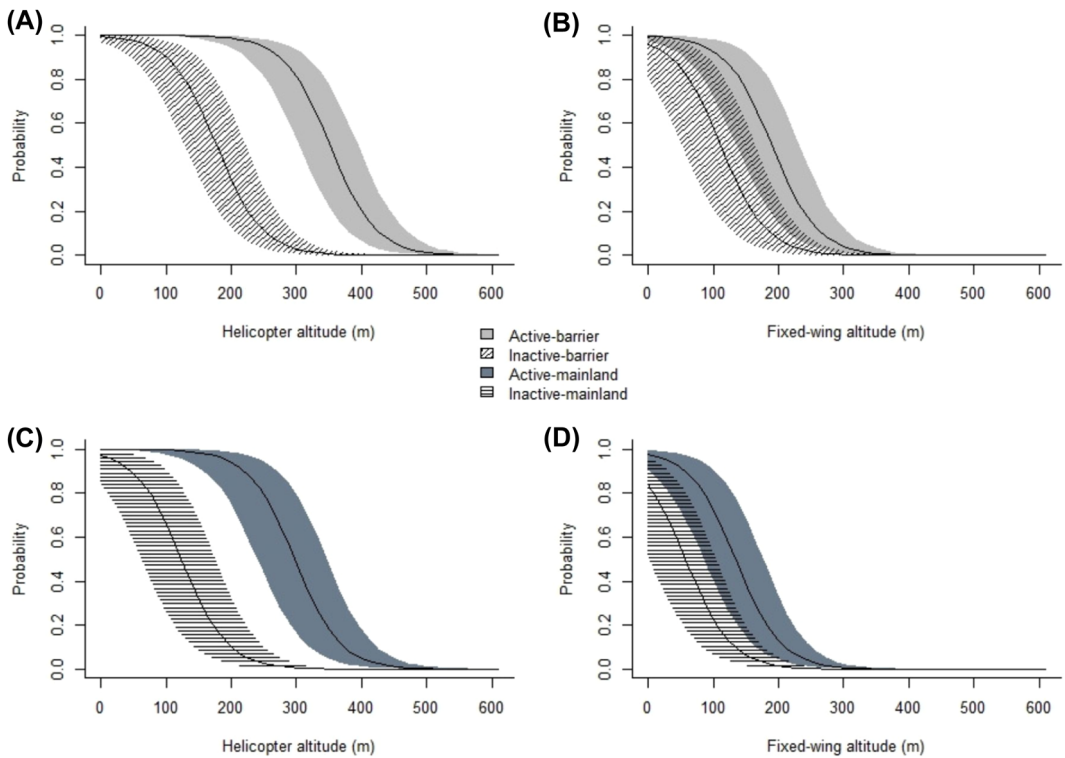 (A)
(B)
1.0
0.8
0.6
0.4
0.2
0.0
Probability
0 100 200 300 400 500 600
Helicopter altitude (m)
1.0
0.8
0.6
0.4
0.2
0.0
Probability
0 100 200 300 400 500 600
Fixed-wing altitude (m)
Active-barrier
Inactive-barrier
Active-mainland
Inactive-mainland
(C)
(D)
1.0
0.8
0.6
0.4
0.2
0.0
Probability
0 100 200 300 400 500 600
Helicopter altitude (m)
1.0
0.8
0.6
0.4
0.2
0.0
Probability
0 100 200 300 400 500 600
Fixed-wing altitude (m)